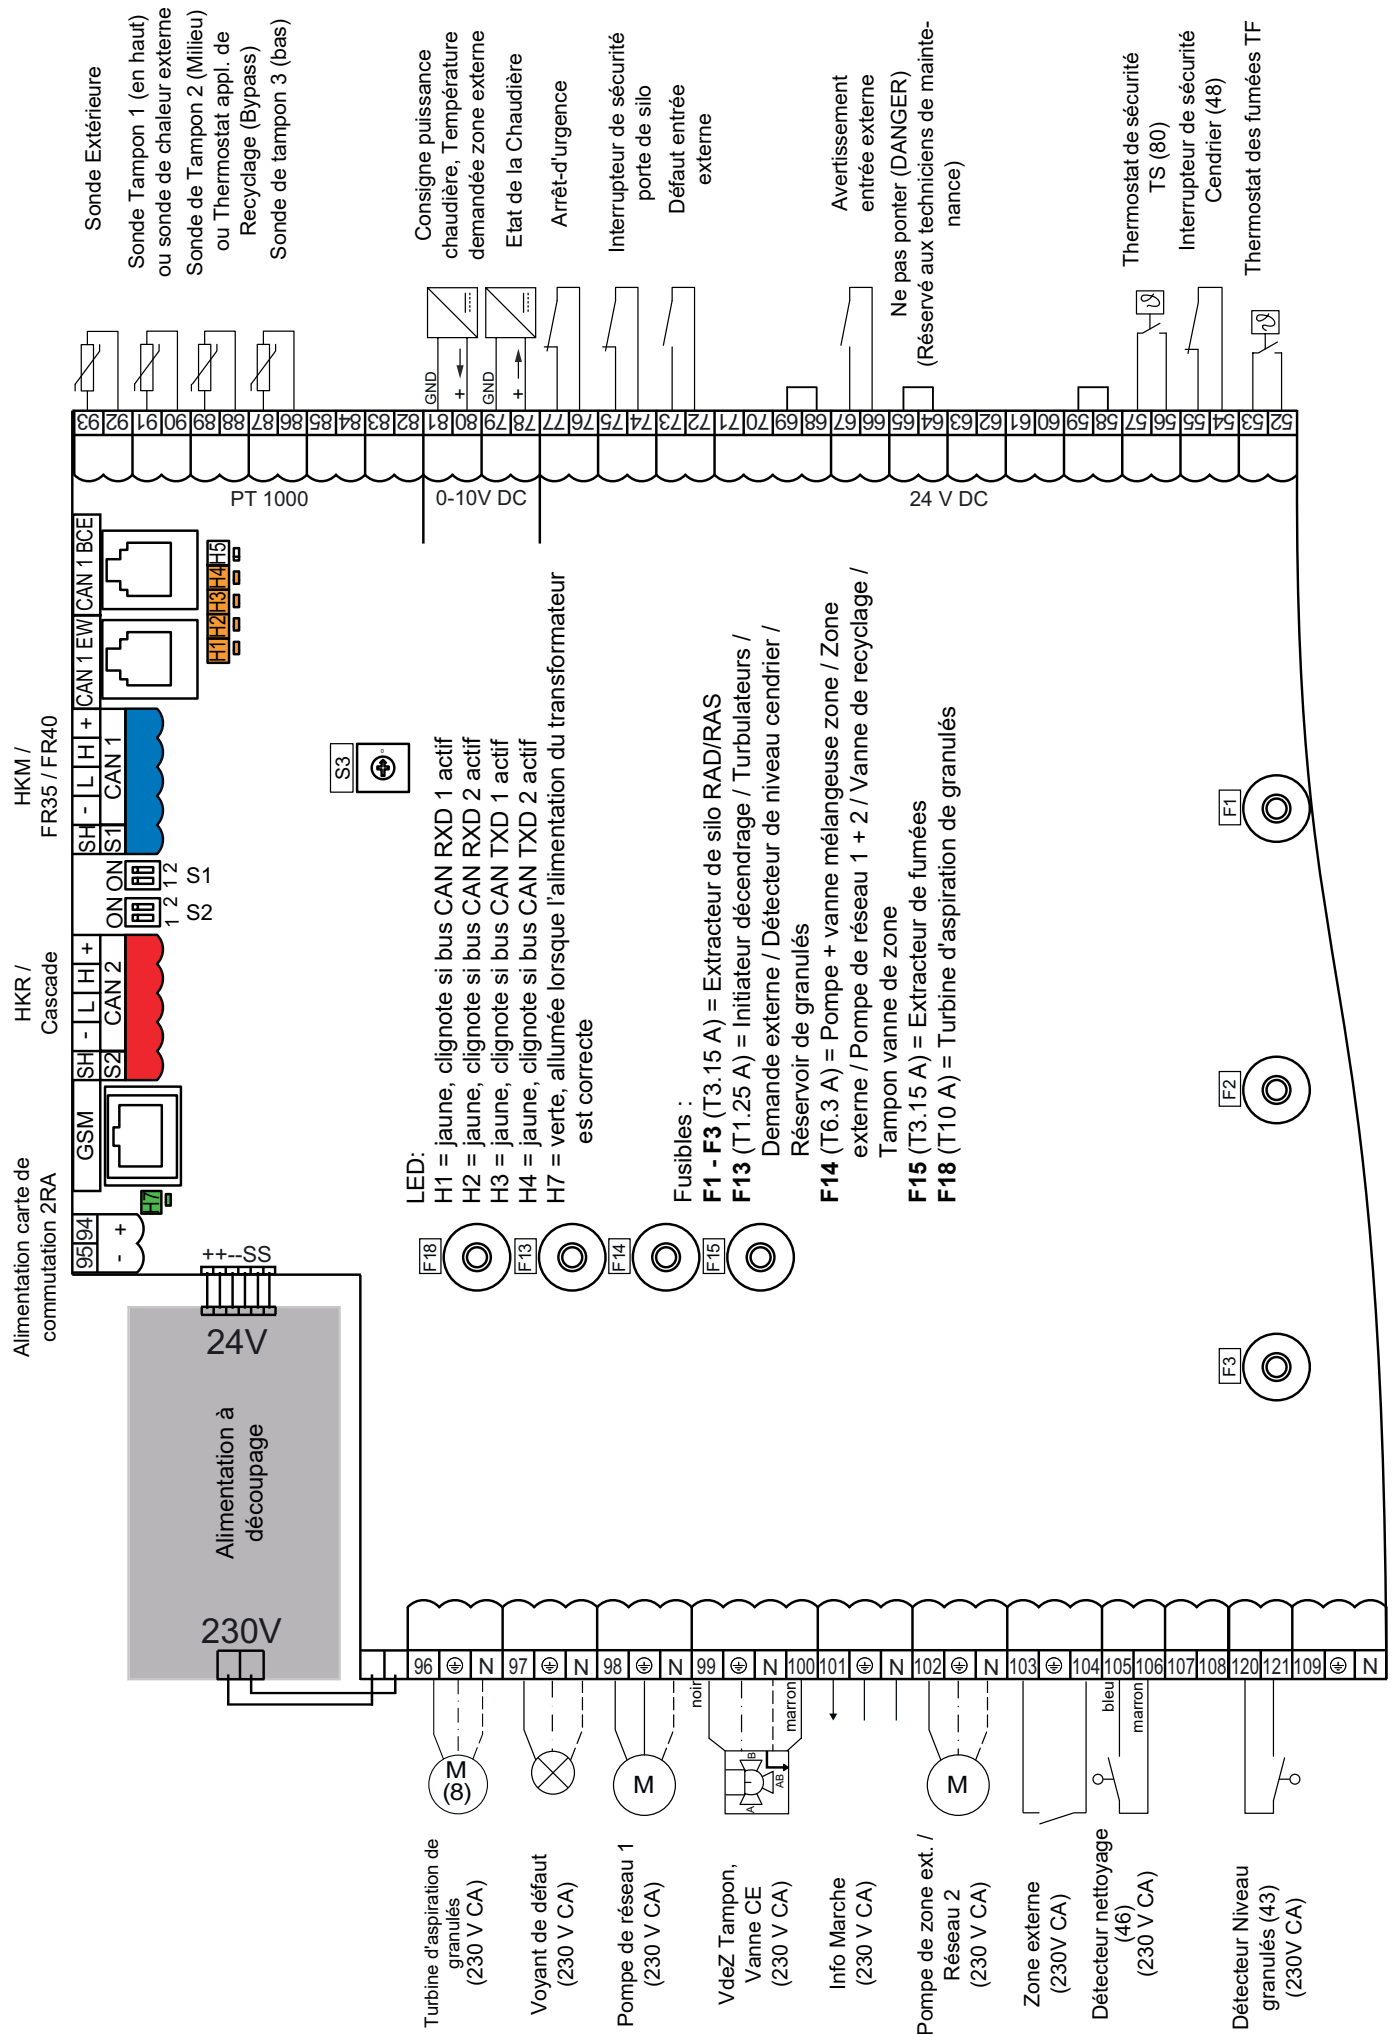 Sonde Extérieure
Sonde Tampon 1 (en haut)
ou sonde de chaleur externe
Sonde de Tampon 2 (Milieu)
ou Thermostat appl. de
Recyclage (Bypass)
Sonde de tampon 3 (bas)
Consigne puissance
chaudière, Température
demandée zone externe
Etat de la Chaudière
Arrêt-d'urgence
Interrupteur de sécurité
porte de silo
Défaut entrée
externe
Avertissement
entrée externe
Ne pas ponter (DANGER)
(Réservé aux techniciens de mainte-
nance)
Thermostat de sécurité
TS (80)
Interrupteur de sécurité
Cendrier (48)
Thermostat des fumées TF
GND
+
GND
+
93 92 91 90 89 88 87 86 85 84 83 82 81 80 79 78 77 76 75 74 73 72 71 70 69 68 67 66 65 64 63 62 61 60 59 58 57 56 55 54 53 52
PT 1000
0-10V DC
24 V DC
Alimentation carte de
commutation 2RA
HKR /
Cascade
HKM /
FR35 / FR40
95 94
- +
H7
GSM
SH - L H +
S2 CAN 2
ON ON
1 2 S2
1 2 S1
SH - L H +
S1 CAN 1
CAN 1 EW
CAN 1 BCE
H1 H2 H3 H4 H5
S3
++--SS
24V
Alimentation à
découpage
230V
LED:
H1 = jaune, clignote si bus CAN RXD 1 actif
H2 = jaune, clignote si bus CAN RXD 2 actif
H3 = jaune, clignote si bus CAN TXD 1 actif
H4 = jaune, clignote si bus CAN TXD 2 actif
H7 = verte, allumée lorsque l'alimentation du transformateur
est correcte
Fusibles :
F1 - F3 (T3.15 A) = Extracteur de silo RAD/RAS
F13 (T1.25 A) = Initiateur décendrage / Turbulateurs /
Demande externe / Détecteur de niveau cendrier /
Réservoir de granulés
F14 (T6.3 A) = Pompe + vanne mélangeuse zone / Zone
externe / Pompe de réseau 1 + 2 / Vanne de recyclage /
Tampon vanne de zone
F15 (T3.15 A) = Extracteur de fumées
F18 (T10 A) = Turbine d'aspiration de granulés
F18
F13
F14
F15
F3
F2
F1
96 N 97 N 98 N 99 N 100 101 N 102 N 103 104 105 106 107 108 120 121 109 N
noir
marron
bleu
marron
M
(8)
M
A
B
AB
M
Turbine d'aspiration de
granulés
(230 V CA)
Voyant de défaut
(230 V CA)
Pompe de réseau 1
(230 V CA)
VdeZ Tampon,
Vanne CE
(230 V CA)
Info Marche
(230 V CA)
Pompe de zone ext. /
Réseau 2
(230 V CA)
Zone externe
(230V CA)
Détecteur nettoyage
(46)
(230 V CA)
Détecteur Niveau
granulés (43)
(230V CA)